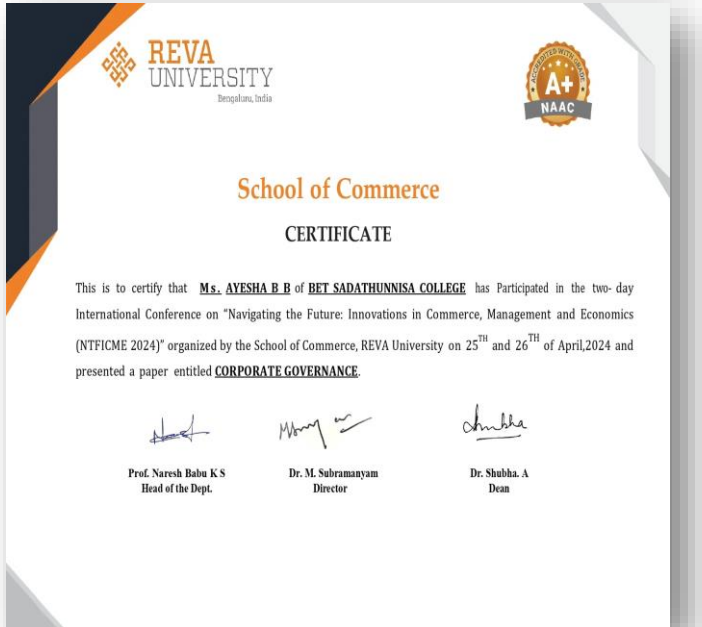 REVA
UNIVERSITY
Bengaluru, India
ACCREDITED WITH GRADE
A+
NAAC
School of Commerce
CERTIFICATE
This is to certify that Ms. AYESHA B B of BET SADATHUNNISA COLLEGE has Participated in the two- day
International Conference on "Navigating the Future: Innovations in Commerce, Management and Economics
(NTFICME 2024)" organized by the School of Commerce, REVA University on 25TH and 26TH of April,2024 and
presented a paper entitled CORPORATE GOVERNANCE.
Prof. Naresh Babu K S
Head of the Dept.
Dr. M. Subramanyam
Director
Dr. Shubha. A
Dean